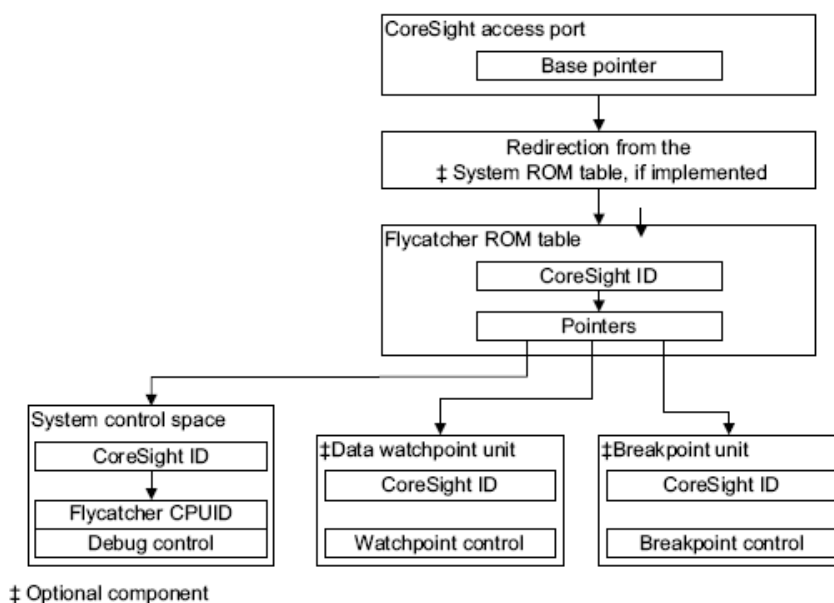 CoreSight access port
Base pointer
Redirection from the
‡ System ROM table, if implemented
Flycatcher ROM table
CoreSight ID
Pointers
System control space
CoreSight ID
Flycatcher CPUID
Debug control
‡Data watchpoint unit
CoreSight ID
Watchpoint control
‡Breakpoint unit
CoreSight ID
Breakpoint control
‡ Optional component